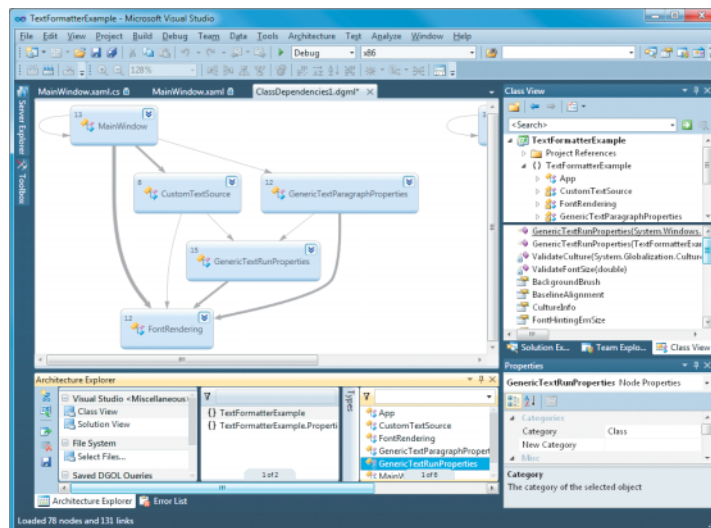 TextFormatterExample - Microsoft Visual Studio
File Edit View Project Build Debug Team Data Tools Architecture Test Analyze Window Help
Debug x86
128%
MainWindow.xaml.cs MainWindow.xaml ClassDependencies1.dgml* ×
Server Explorer
Toolbox
13
MainWindow
8
CustomTextSource
12
GenericTextParagraphProperties
15
GenericTextRunProperties
12
FontRendering
Class View
<Search>
TextFormatterExample
Project References
{} TextFormatterExample
App
CustomTextSource
FontRendering
GenericTextParagraphProperties
GenericTextRunProperties(System.Windows.
GenericTextRunProperties(TextFormatterExar
ValidateCulture(System.Globalization.Culture
ValidateFontSize(double)
BackgroundBrush
BaselineAlignment
CultureInfo
FontHintingEmSize
Solution Ex... Team Explo... Class View
Properties
GenericTextRunProperties Node Properties
Categories
Category Class
New Category
Misc
Category
The category of the selected object
Architecture Explorer
Visual Studio <Miscellaneous>
Class View
Solution View
File System
Select Files...
Saved DGQL Queries
{} TextFormatterExample
{} TextFormatterExample.Properti
1 of 2
Types
App
CustomTextSource
FontRendering
GenericTextParagraphPropert
GenericTextRunProperties
MainW
1 of 6
Architecture Explorer Error List
Loaded 78 nodes and 131 links